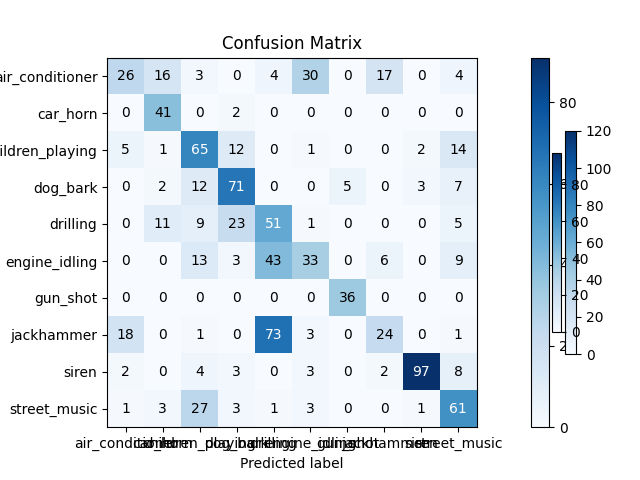 Confusion Matrix
air_conditioner 26 16 3 0 4 30 0 17 0 4
car_horn 0 41 0 2 0 0 0 0 0 0
ildren_playing 5 1 65 12 0 1 0 0 2 14
dog_bark 0 2 12 71 0 0 5 0 3 7
drilling 0 11 9 23 51 1 0 0 0 5
engine_idling 0 0 13 3 43 33 0 6 0 9
gun_shot 0 0 0 0 0 0 36 0 0 0
jackhammer 18 0 1 0 73 3 0 24 0 1
siren 2 0 4 3 0 3 0 2 97 8
street_music 1 3 27 3 1 3 0 0 1 61
street_music
Predicted label
80
0
120
100
80
60
40
20
0
0